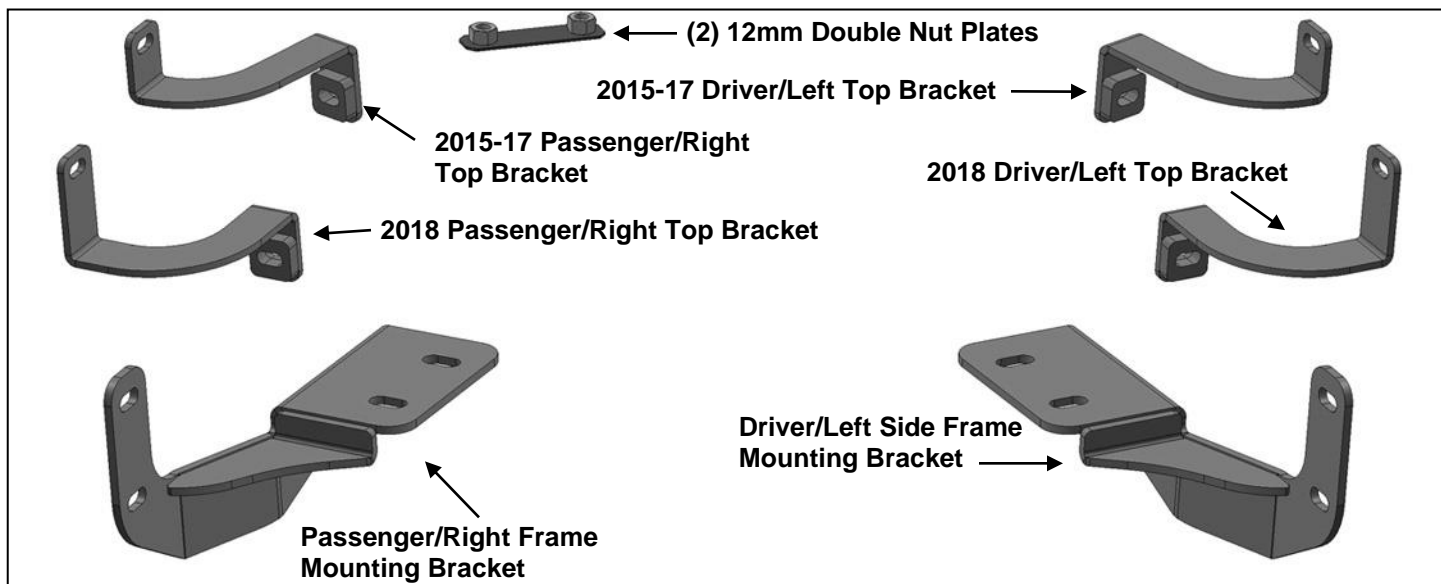 (2) 12mm Double Nut Plates
2015-17 Driver/Left Top Bracket
2015-17 Passenger/Right
Top Bracket
2018 Driver/Left Top Bracket
2018 Passenger/Right Top Bracket
Driver/Left Side Frame
Mounting Bracket
Passenger/Right Frame
Mounting Bracket